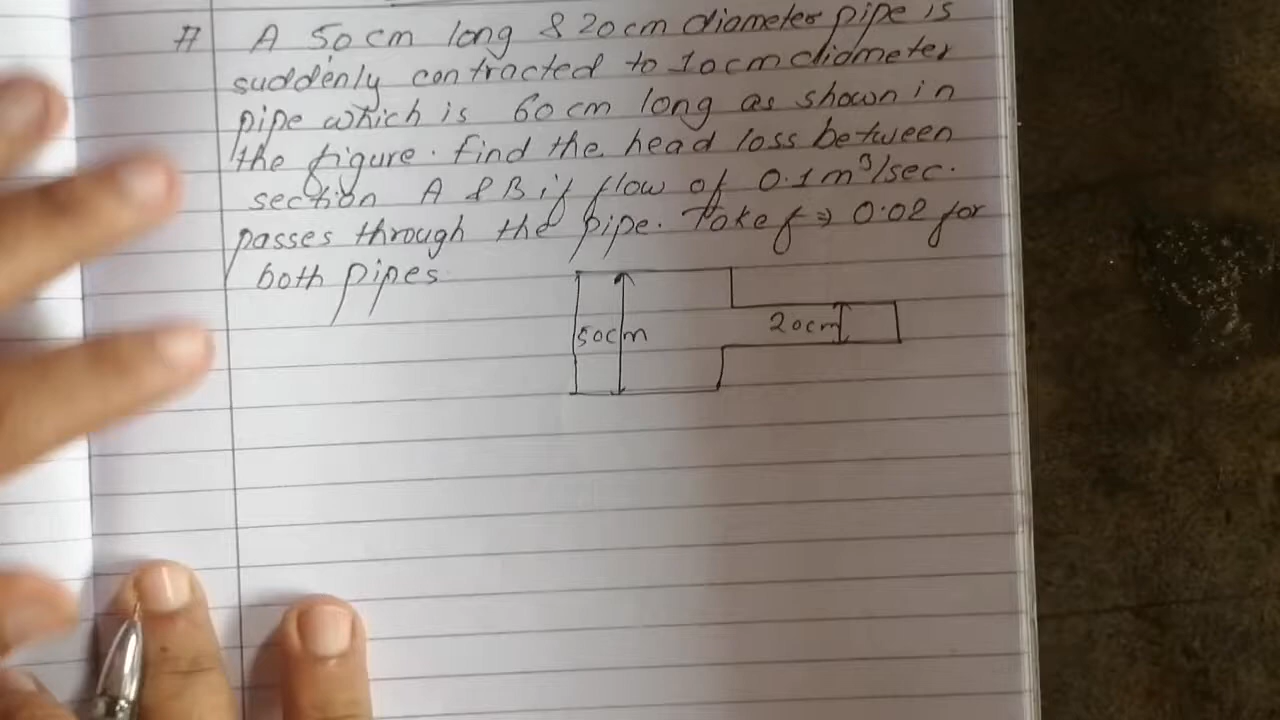 # A 50cm long & 20cm diameter pipe is
suddenly contracted to 10cm diameter
pipe which is 60cm long as shown in
the figure. find the head loss between
section A & B if flow of 0.1m³/sec.
passes through the pipe. Take f → 0.02 for
both pipes
50cm
20cm